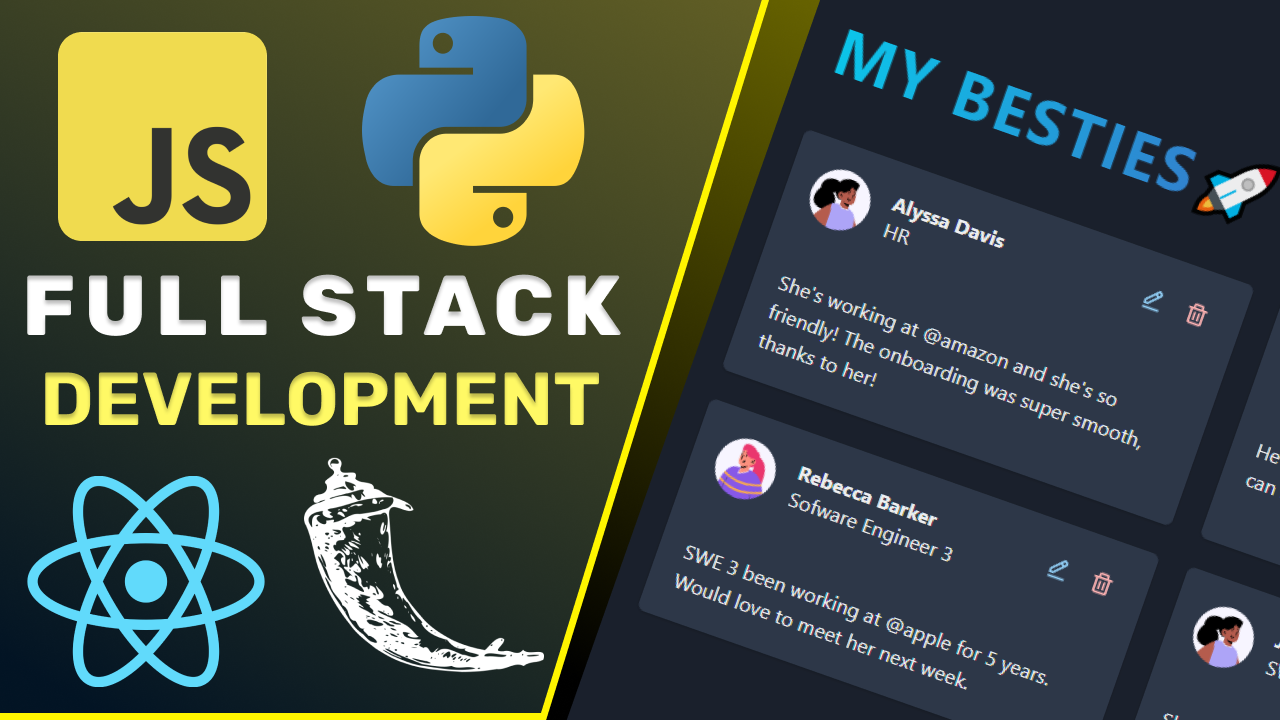 JS
FULL STACK
DEVELOPMENT
MY BESTIES
Alyssa Davis
HR
She's working at @amazon and she's so
friendly! The onboarding was super smooth,
thanks to her!
Rebecca Barker
Sofware Engineer 3
SWE 3 been working at @apple for 5 years.
Would love to meet her next week.
He
can